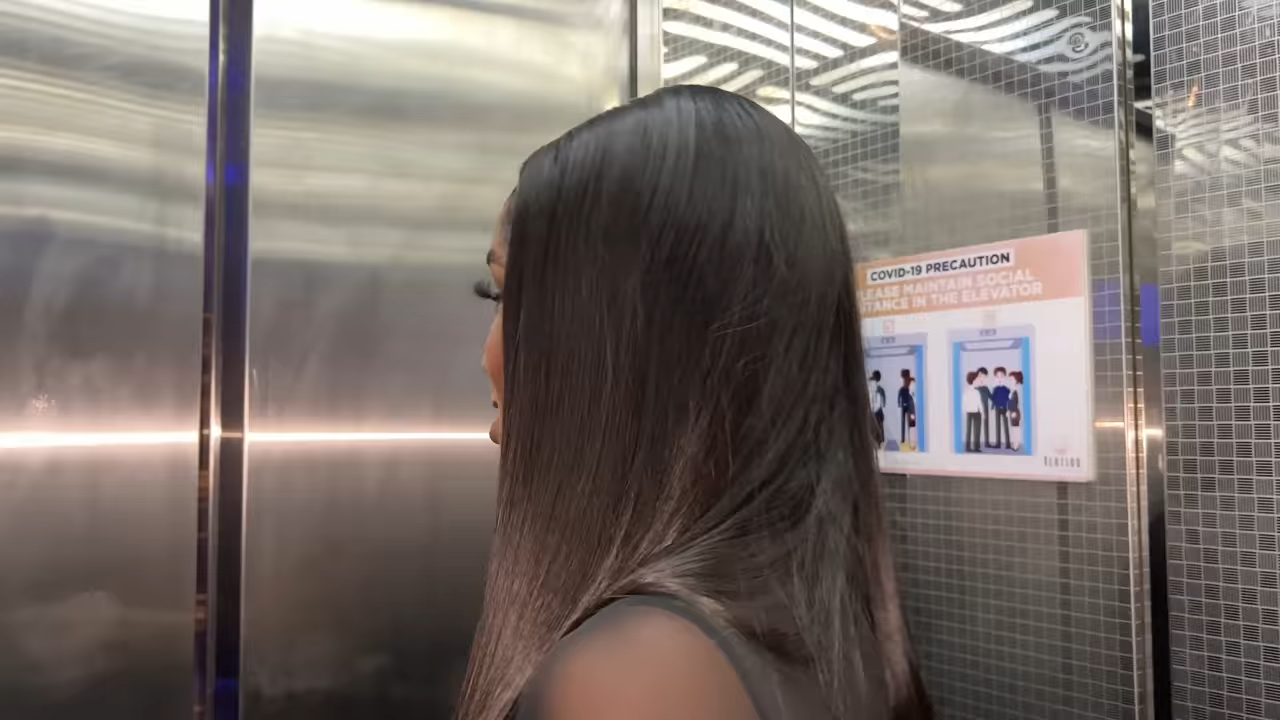 COVID-19 PRECAUTION
LEASE MAINTAIN SOCIAL
TANCE IN THE ELEVATOR